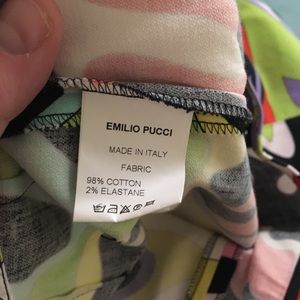 EMILIO PUCCI
MADE IN ITALY
FABRIC
98% COTTON
2% ELASTANE